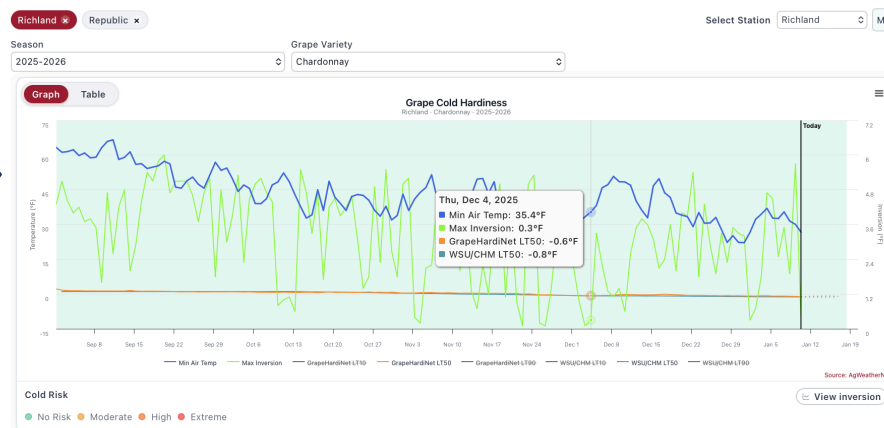 Richland × Republic × Select Station Richland M
Season Grape Variety
2025-2026 Chardonnay
Graph Table
Grape Cold Hardiness
Richland · Chardonnay · 2025-2026
Today
75 7.2
60 6
45 4.8
30 3.6
15 2.4
0 1.2
-15 0
Temperature (°F)
Inversion (°F)
Thu, Dec 4, 2025
Min Air Temp: 35.4°F
Max Inversion: 0.3°F
GrapeHardiNet LT50: -0.6°F
WSU/CHM LT50: -0.8°F
Sep 8 Sep 15 Sep 22 Sep 29 Oct 6 Oct 13 Oct 20 Oct 27 Nov 3 Nov 10 Nov 17 Nov 24 Dec 1 Dec 8 Dec 15 Dec 22 Dec 29 Jan 5 Jan 12 Jan 19
Min Air Temp Max Inversion GrapeHardiNet LT10 GrapeHardiNet LT50 GrapeHardiNet LT90 WSU/CHM LT10 WSU/CHM LT50 WSU/CHM LT90
Source: AgWeatherN
Cold Risk View inversion
No Risk Moderate High Extreme